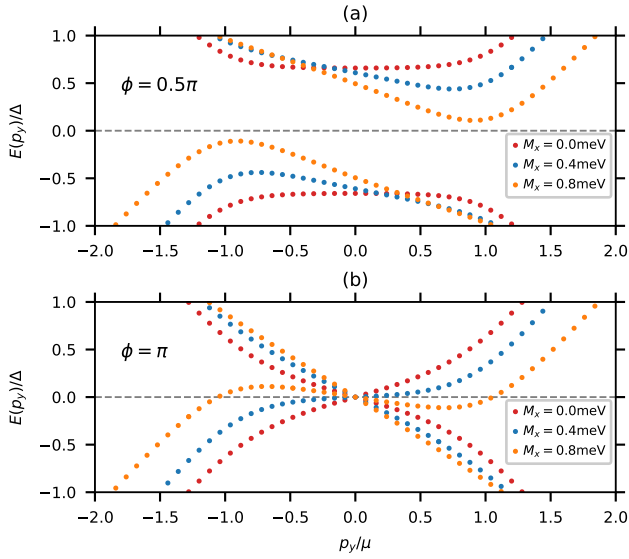 (a)
1.0
0.5
0.0
−0.5
−1.0
E(p_y)/Δ
ϕ = 0.5π
M_x = 0.0meV
M_x = 0.4meV
M_x = 0.8meV
−2.0 −1.5 −1.0 −0.5 0.0 0.5 1.0 1.5 2.0
(b)
1.0
0.5
0.0
−0.5
−1.0
E(p_y)/Δ
ϕ = π
M_x = 0.0meV
M_x = 0.4meV
M_x = 0.8meV
−2.0 −1.5 −1.0 −0.5 0.0 0.5 1.0 1.5 2.0
p_y/μ